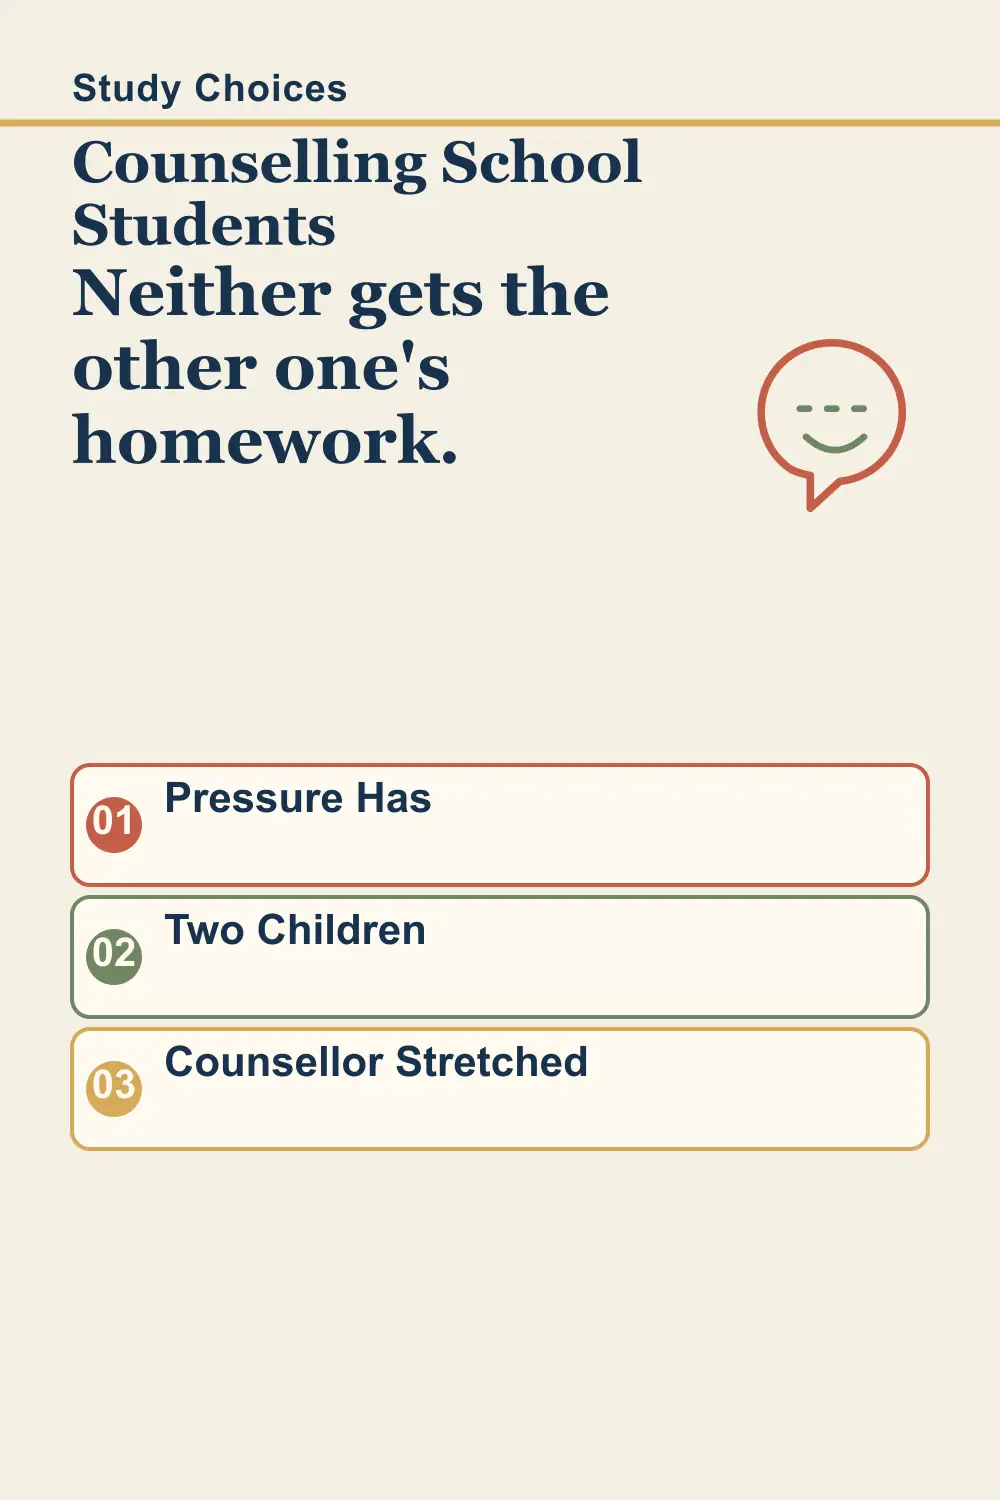 Study Choices
Counselling School
Students
Neither gets the
other one's
homework.
01
Pressure Has
02
Two Children
03
Counsellor Stretched